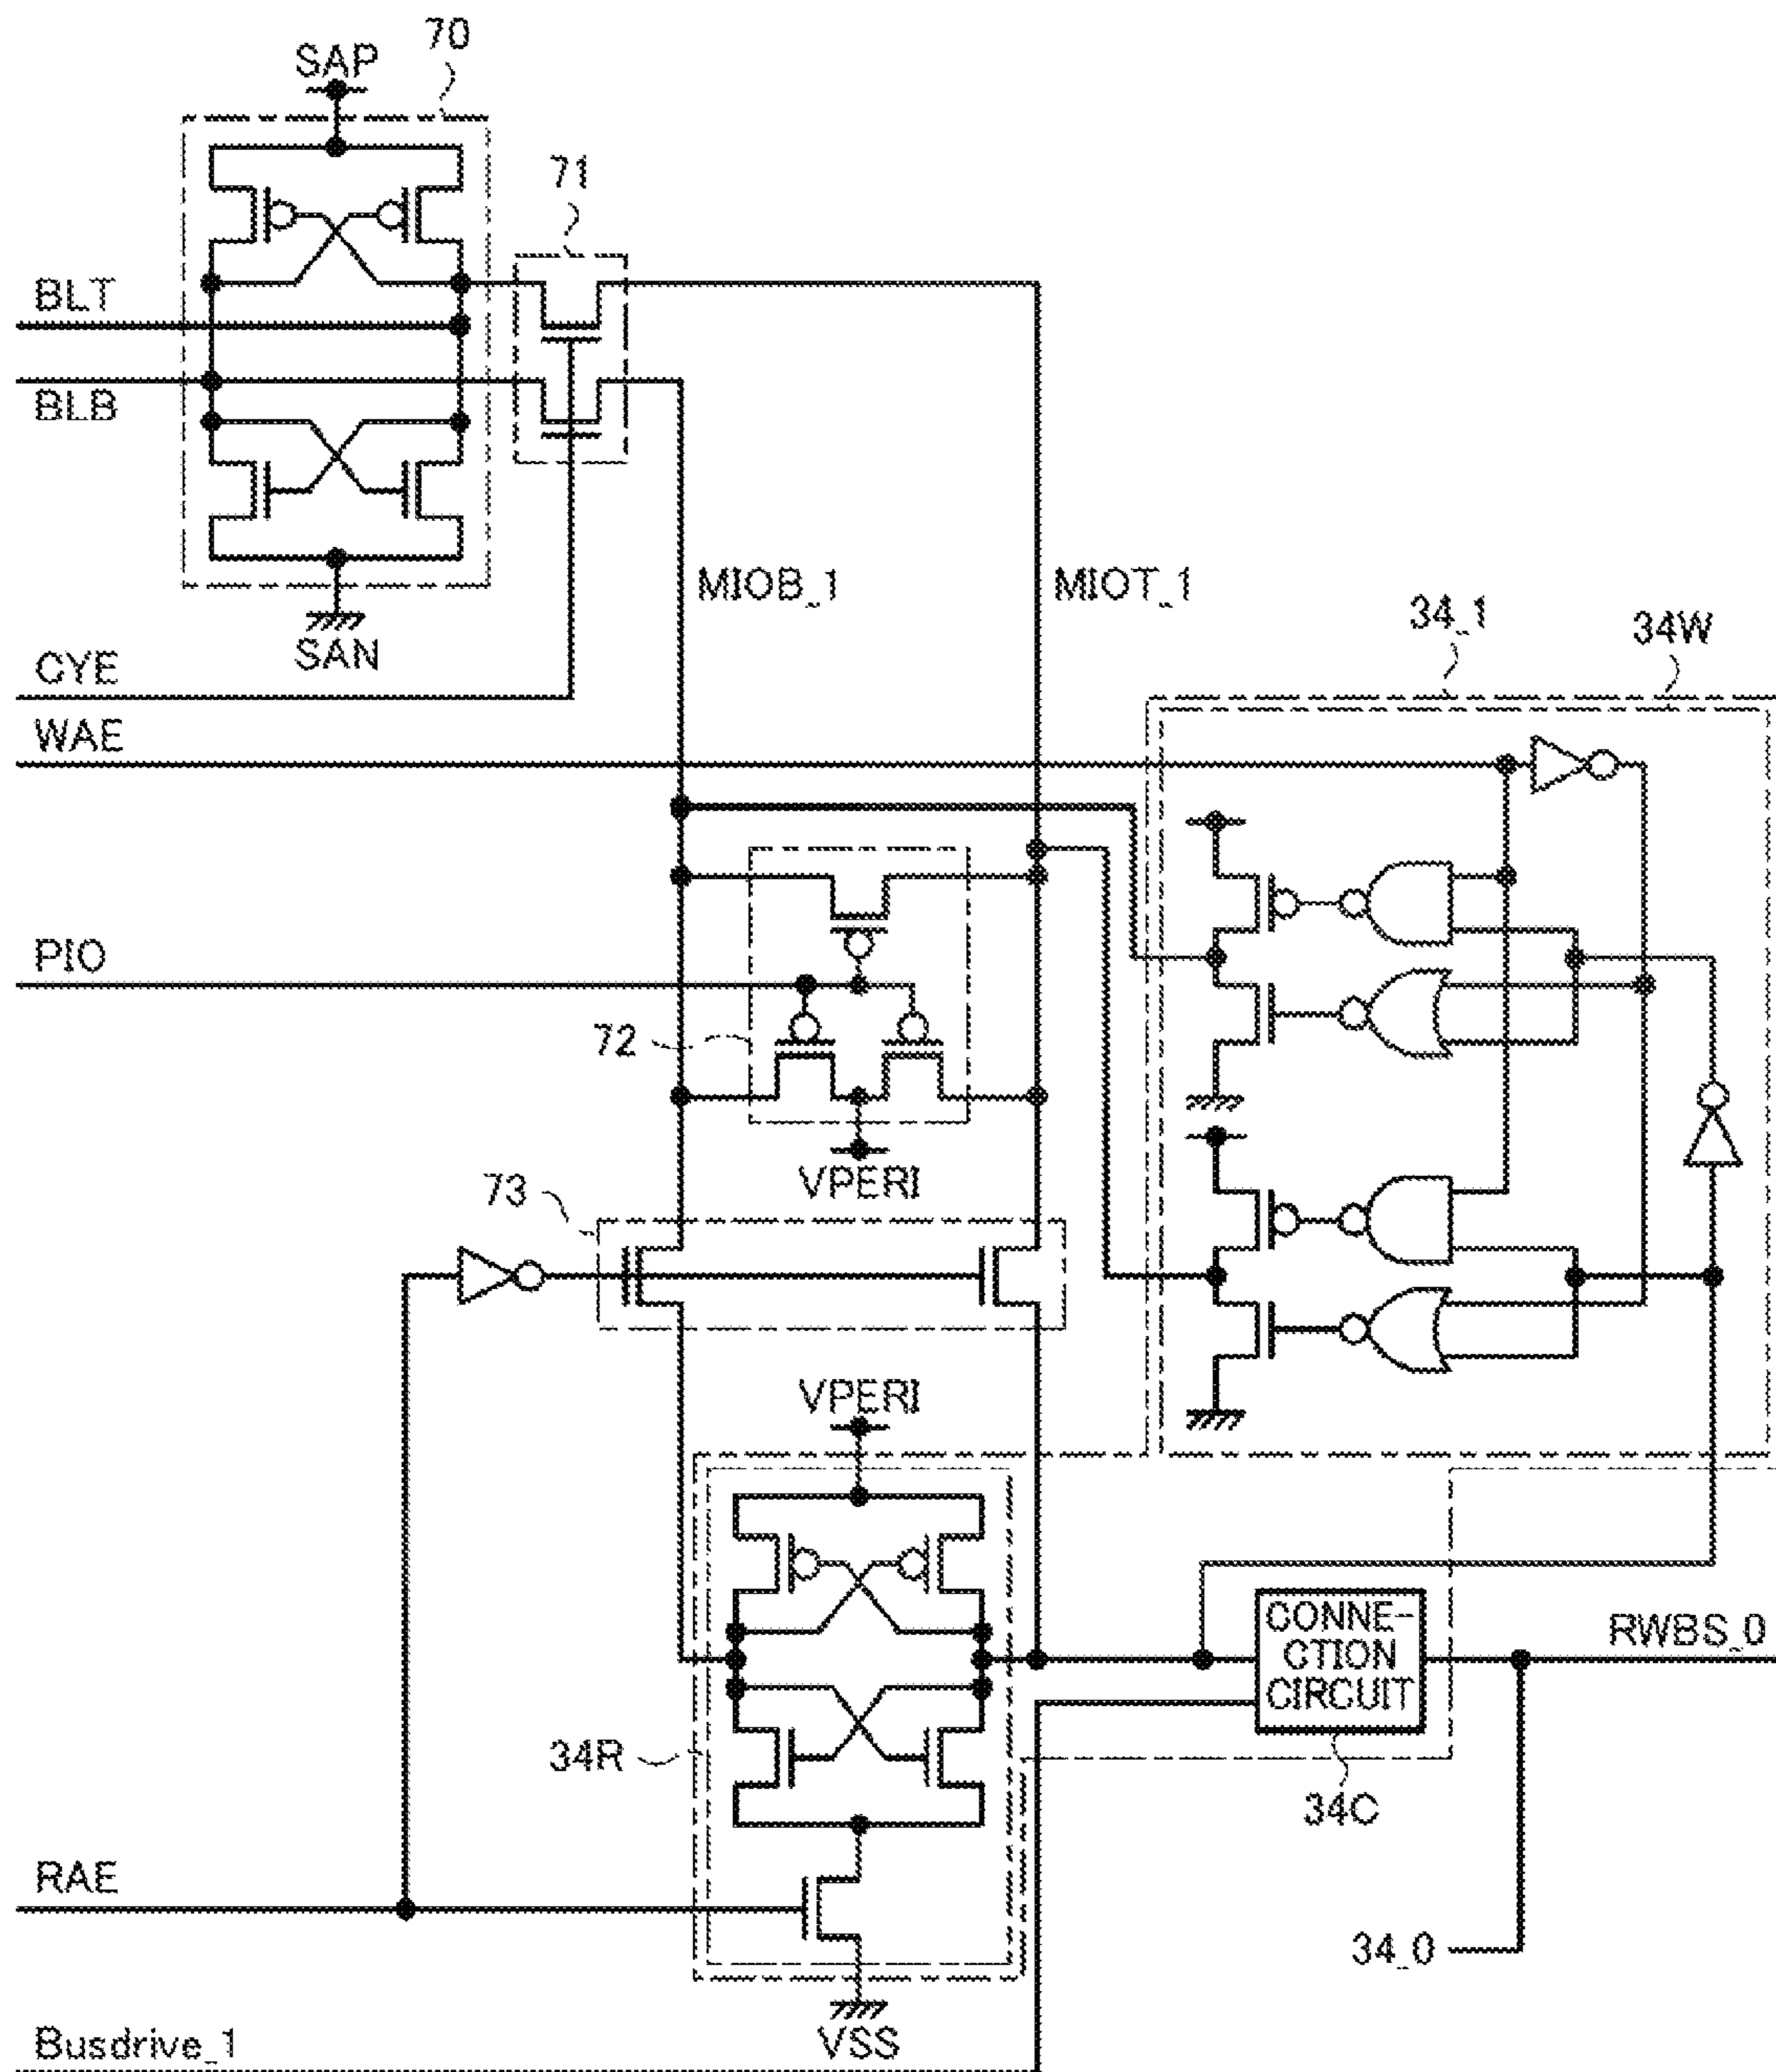 70
SAP
71
BLT
BLB
MIOB_1
MIOT_1
34_1
34W
SAN
CYE
WAE
PIO
72
VPERI
73
VPERI
CONNE-
CTION
CIRCUIT
RWBS_0
34R
34C
RAE
34_0
VSS
Busdrive_1